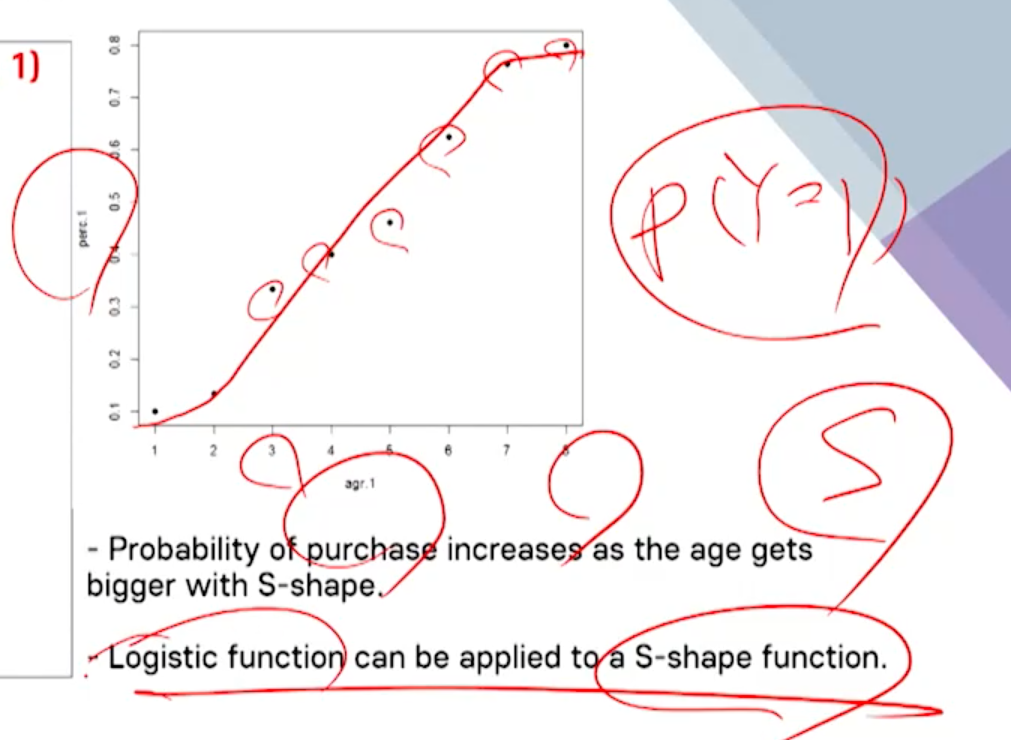 1)
0.8
0.7
0.6
0.5
0.4
0.3
0.2
0.1
perc.1
1 2 3 4 5 6 7 8
agr.1
P(Y=1)
S
- Probability of purchase increases as the age gets
bigger with S-shape.
- Logistic function can be applied to a S-shape function.